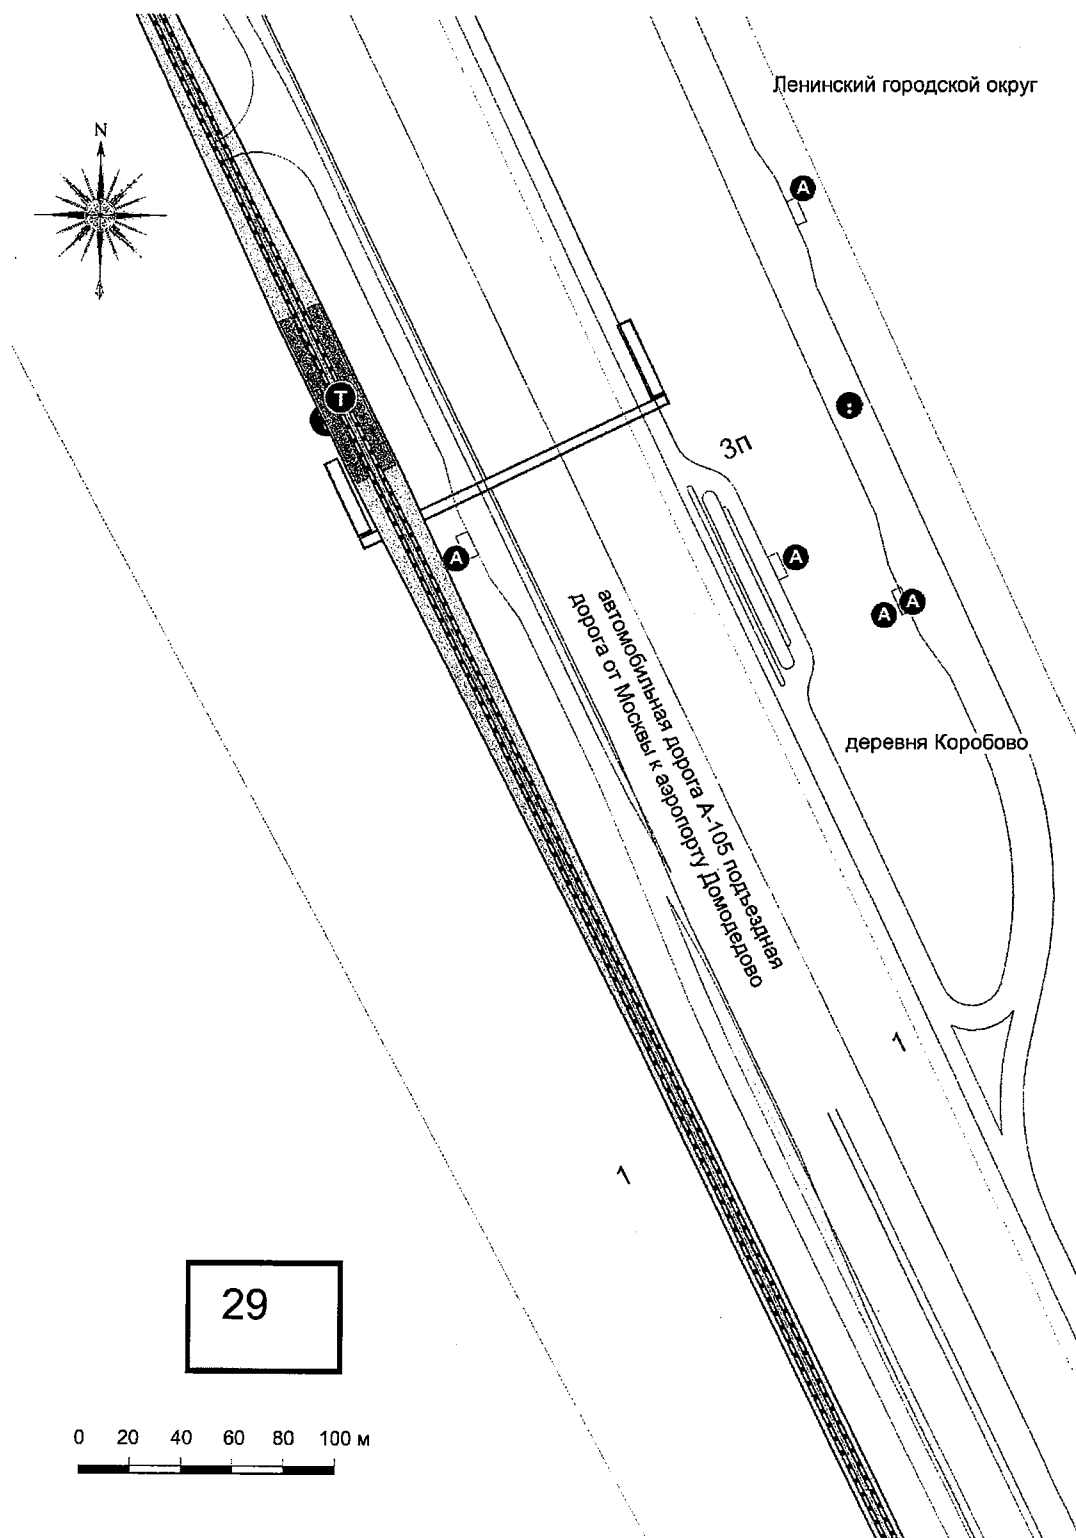 Ленинский городской округ
N
А
:
Т
3п
А
А
А
А
автомобильная дорога А-105 подъездная
дорога от Москвы к аэропорту Домодедово
деревня Коробово
1
1
29
0 20 40 60 80 100 м